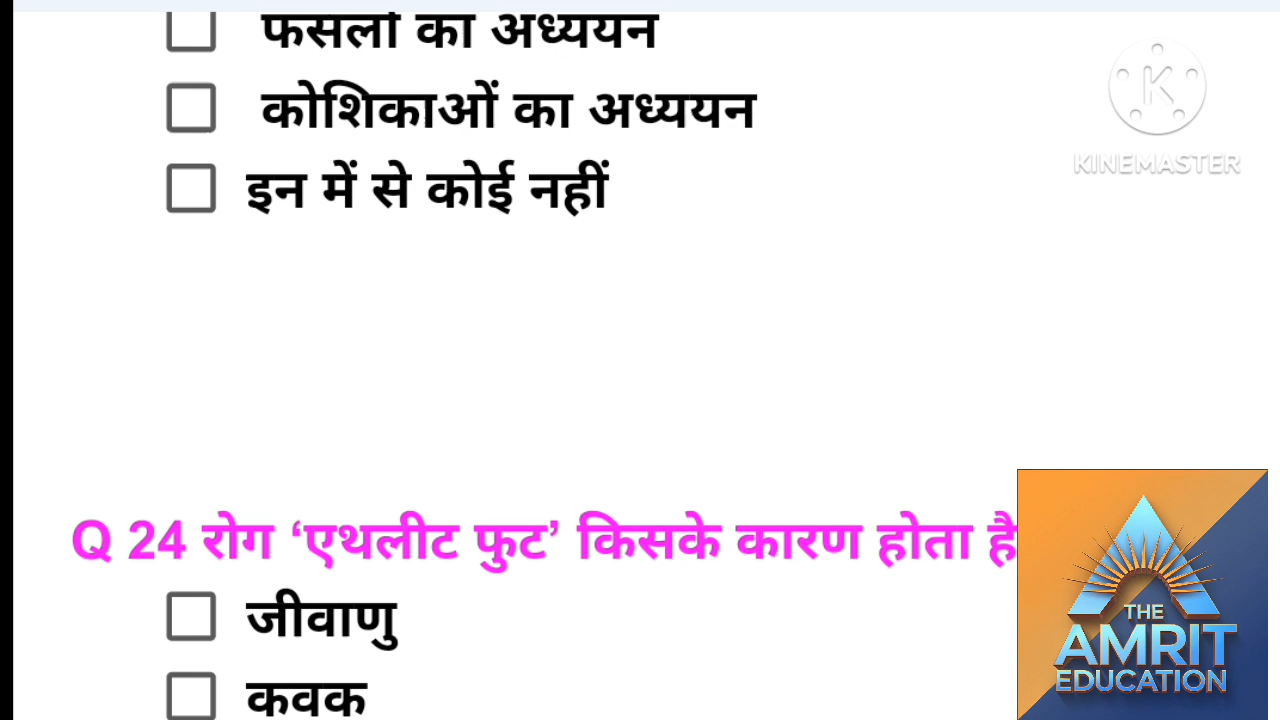 फसलों का अध्ययन
कोशिकाओं का अध्ययन
इन में से कोई नहीं
KINEMASTER
Q 24 रोग ‘एथलीट फुट’ किसके कारण होता है
जीवाणु
कवक
THE
AMRIT
EDUCATION